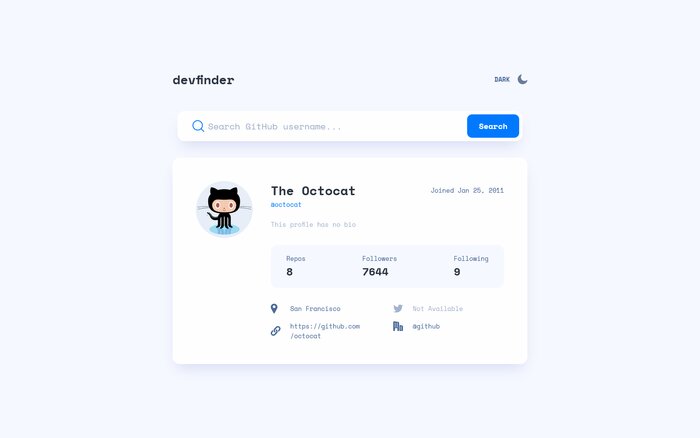 devfinder
DARK
Search GitHub username...
Search
The Octocat
Joined Jan 25, 2011
@octocat
This profile has no bio
Repos Followers Following
8 7644 9
San Francisco
Not Available
https://github.com
/octocat
@github